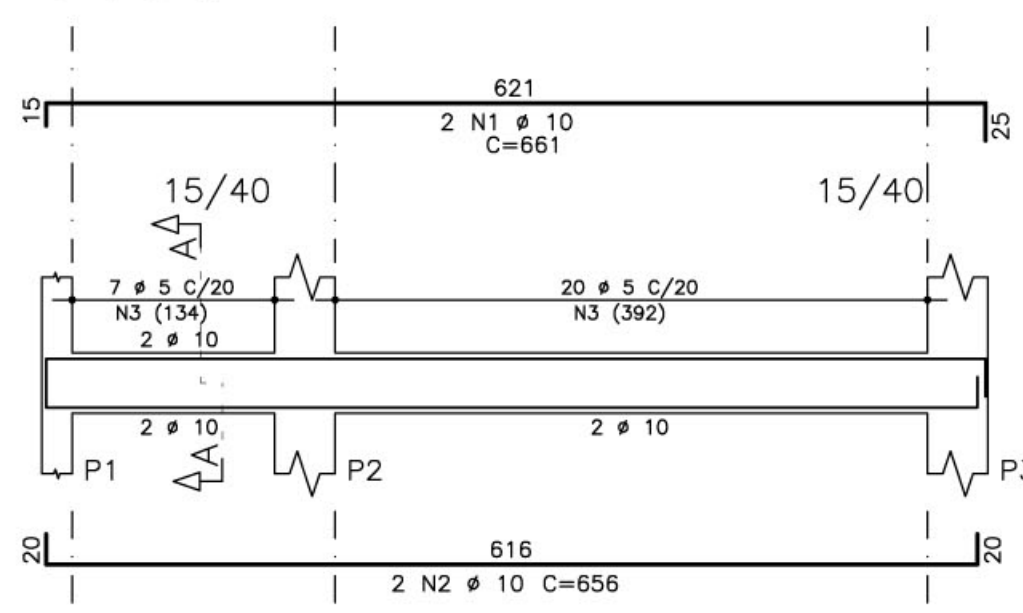 621
15
2 N1 ø 10
C=661
25
15/40
15/40
A
7 ø 5 C/20
N3 (134)
20 ø 5 C/20
N3 (392)
2 ø 10
2 ø 10
2 ø 10
A
P1
P2
P3
20
616
20
2 N2 ø 10 C=656